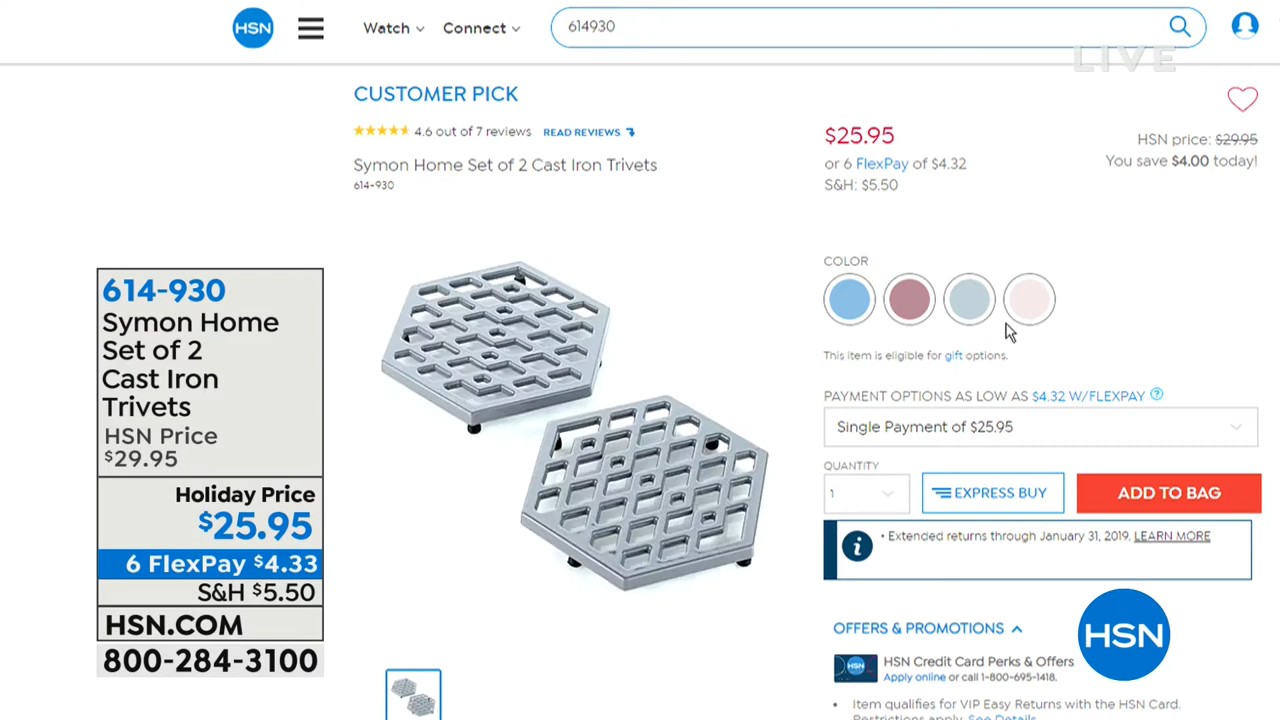 HSN
Watch
Connect
614930
LIVE
CUSTOMER PICK
4.6 out of 7 reviews READ REVIEWS
Symon Home Set of 2 Cast Iron Trivets
614-930
$25.95
or 6 FlexPay of $4.32
S&H: $5.50
HSN price: $29.95
You save $4.00 today!
COLOR
This item is eligible for gift options.
PAYMENT OPTIONS AS LOW AS $4.32 W/FLEXPAY ?
Single Payment of $25.95
QUANTITY
1
EXPRESS BUY
ADD TO BAG
i
• Extended returns through January 31, 2019. LEARN MORE
OFFERS & PROMOTIONS
HSN
HSN Credit Card Perks & Offers
Apply online or call 1-800-695-1418.
• Item qualifies for VIP Easy Returns with the HSN Card.
Restrictions apply. See Details
HSN
614-930
Symon Home
Set of 2
Cast Iron
Trivets
HSN Price
$29.95
Holiday Price
$25.95
6 FlexPay $4.33
S&H $5.50
HSN.COM
800-284-3100